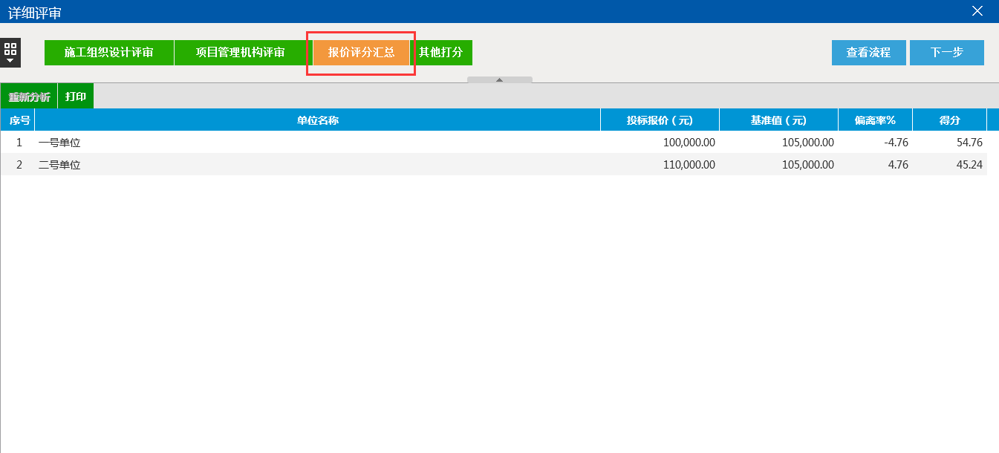 详细评审
施工组织设计评审 项目管理机构评审 报价评分汇总 其他打分 查看流程 下一步
重新分析 打印
序号 单位名称 投标报价（元） 基准值（元） 偏离率% 得分
1 一号单位 100,000.00 105,000.00 -4.76 54.76
2 二号单位 110,000.00 105,000.00 4.76 45.24